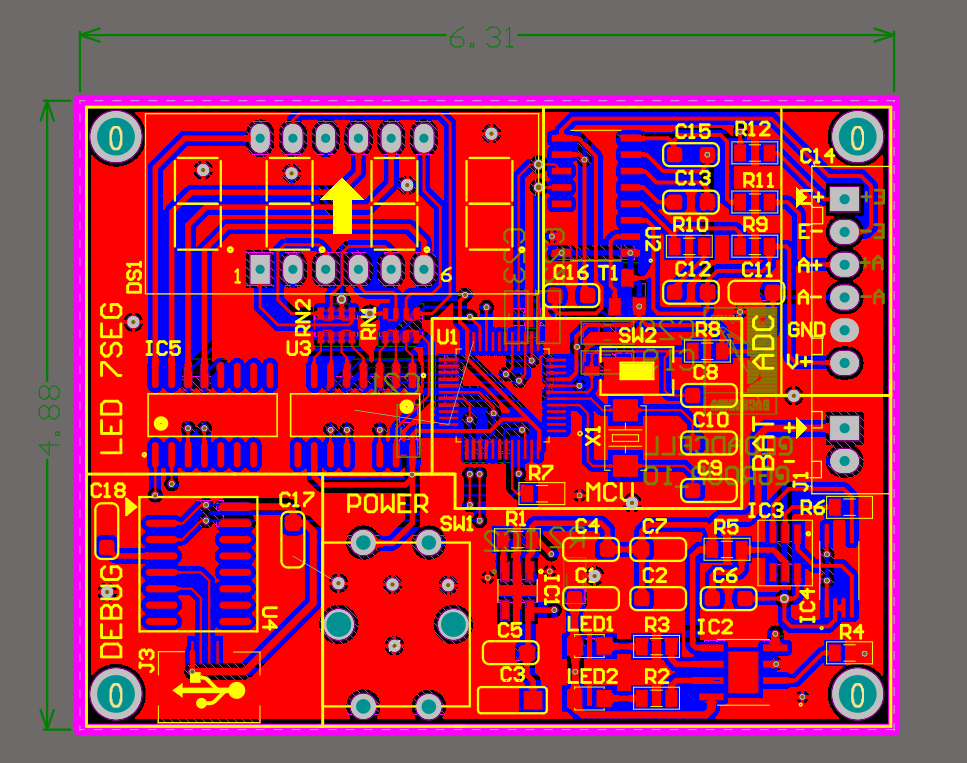 6.31
4.88
0
0
C15
R12
C14
C13
R11
E+
E-
R10
R9
U2
A+
DS1
1
6
C16
T1
C12
C11
A-
RN2
RN1
U1
SW2
R8
GND
V+
ADC
IC5
U3
LED 7SEG
C8
C10
X1
BAT
+
-
C9
R7
MCU
J1
C18
C17
POWER
SW1
R1
C4
C7
R5
IC3
R6
IC1
C2
C6
IC4
DEBUG
U4
J3
C5
LED1
R3
IC2
R4
C3
LED2
R2
0
0